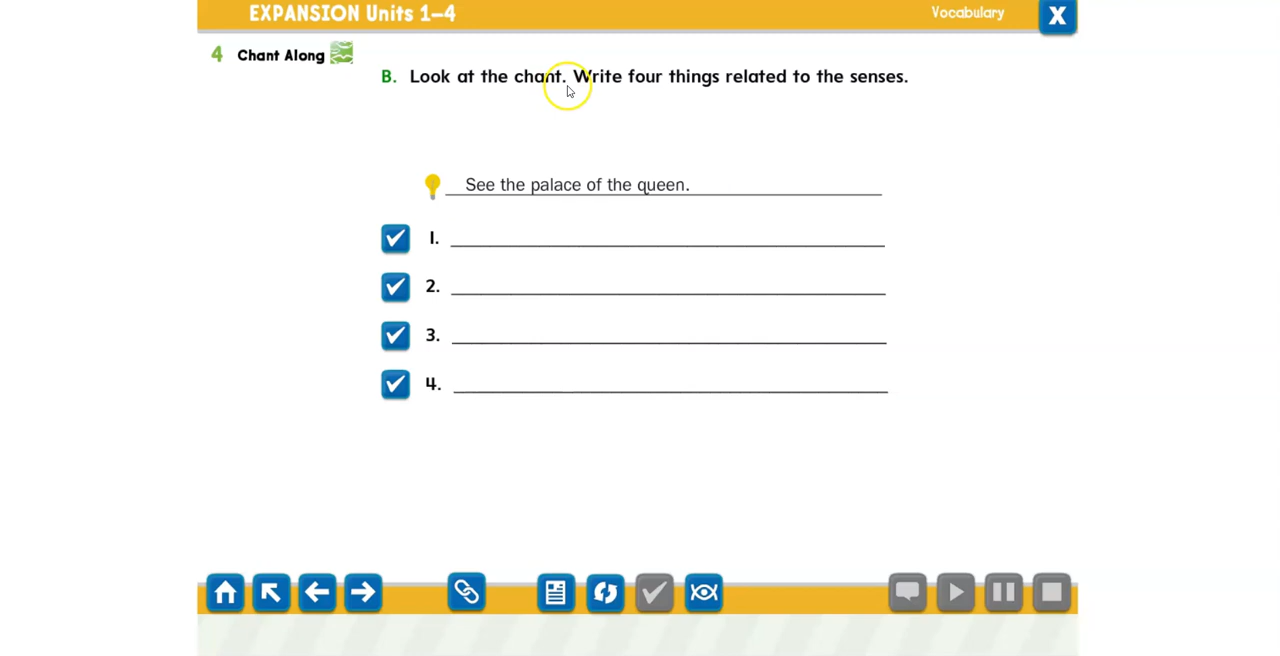 EXPANSION Units 1–4
Vocabulary
X
4 Chant Along
B. Look at the chant. Write four things related to the senses.
See the palace of the queen.
1.
2.
3.
4.